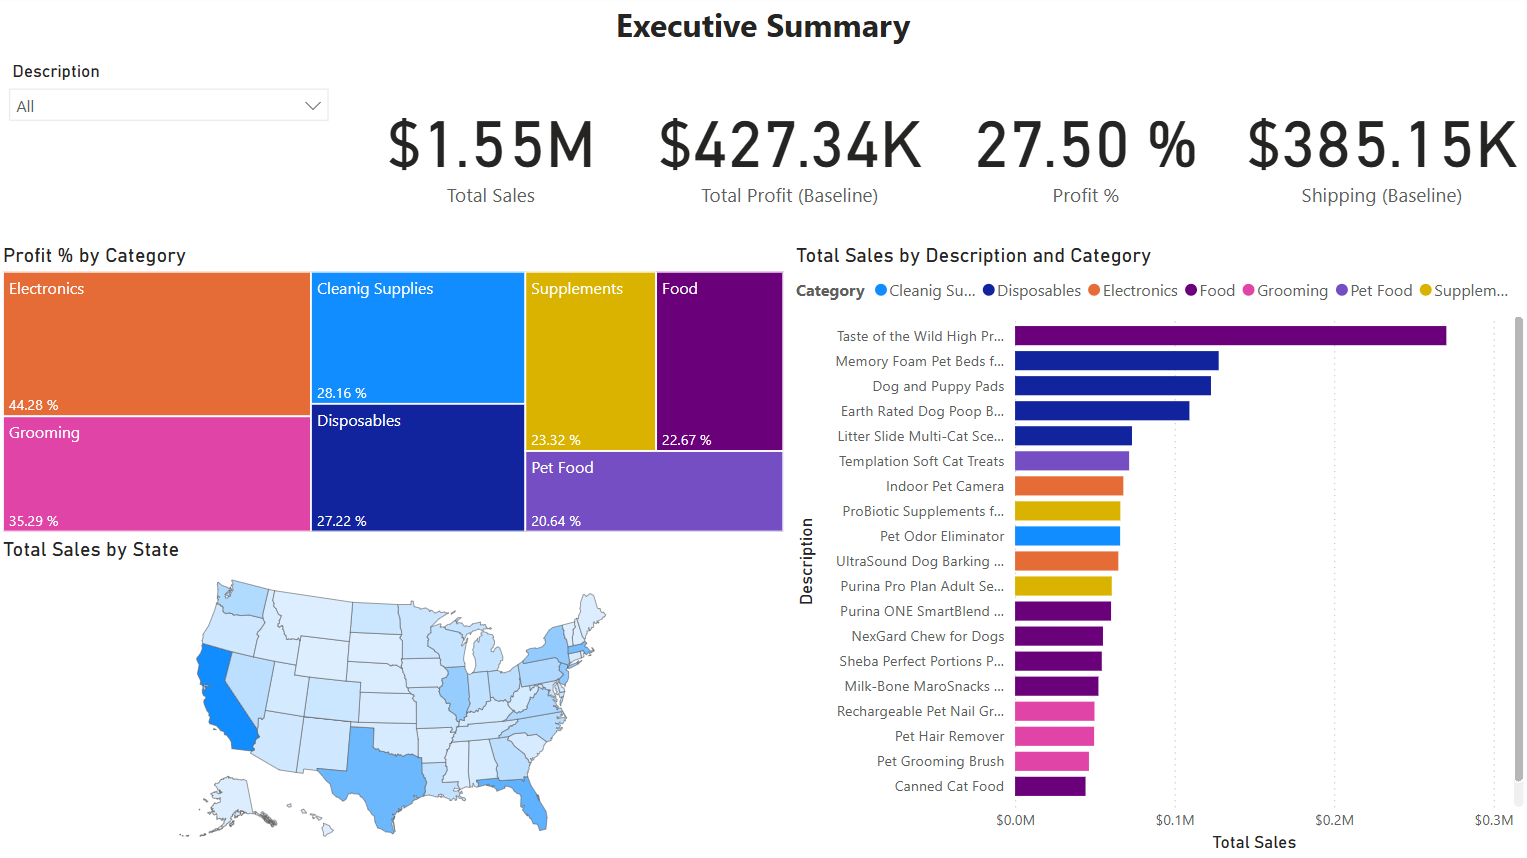 Executive Summary
Description
All
$1.55M
Total Sales
$427.34K
Total Profit (Baseline)
27.50 %
Profit %
$385.15K
Shipping (Baseline)
Profit % by Category
Electronics
44.28 %
Grooming
35.29 %
Cleanig Supplies
28.16 %
Disposables
27.22 %
Supplements
23.32 %
Food
22.67 %
Pet Food
20.64 %
Total Sales by State
Total Sales by Description and Category
Category Cleanig Su... Disposables Electronics Food Grooming Pet Food Supplem...
Description
Taste of the Wild High Pr...
Memory Foam Pet Beds f...
Dog and Puppy Pads
Earth Rated Dog Poop B...
Litter Slide Multi-Cat Sce...
Templation Soft Cat Treats
Indoor Pet Camera
ProBiotic Supplements f...
Pet Odor Eliminator
UltraSound Dog Barking ...
Purina Pro Plan Adult Se...
Purina ONE SmartBlend ...
NexGard Chew for Dogs
Sheba Perfect Portions P...
Milk-Bone MaroSnacks ...
Rechargeable Pet Nail Gr...
Pet Hair Remover
Pet Grooming Brush
Canned Cat Food
$0.0M $0.1M $0.2M $0.3M
Total Sales